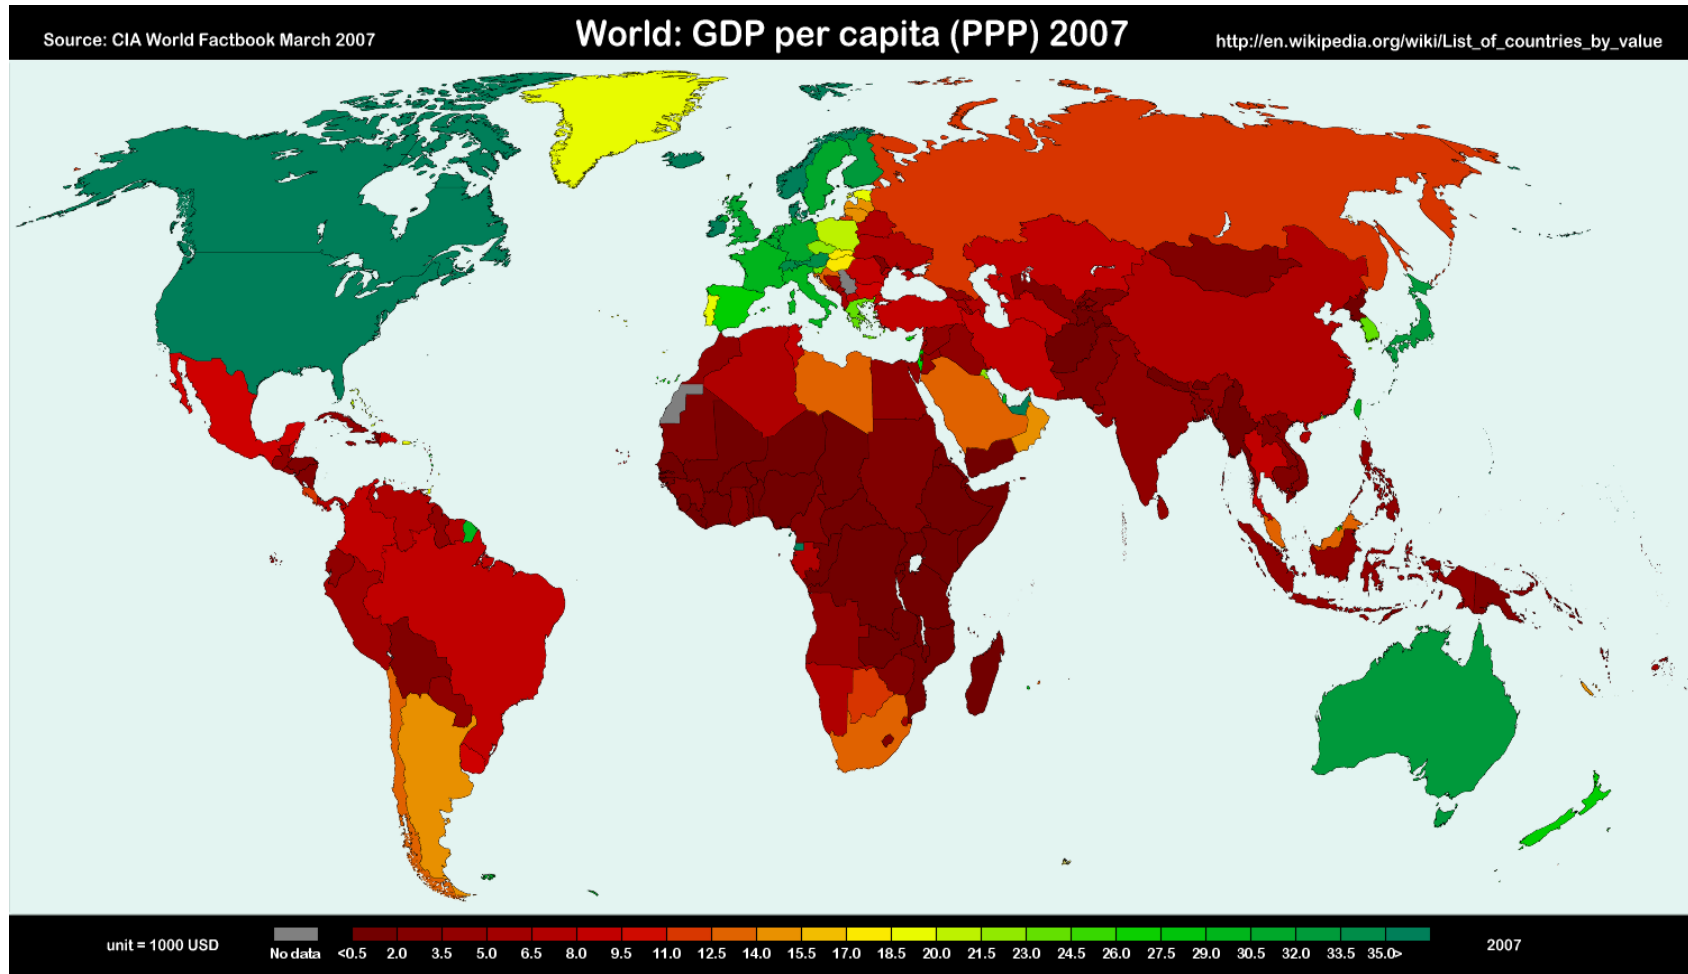 Source: CIA World Factbook March 2007
World: GDP per capita (PPP) 2007
http://en.wikipedia.org/wiki/List_of_countries_by_value
unit = 1000 USD
No data <0.5 2.0 3.5 5.0 6.5 8.0 9.5 11.0 12.5 14.0 15.5 17.0 18.5 20.0 21.5 23.0 24.5 26.0 27.5 29.0 30.5 32.0 33.5 35.0>
2007